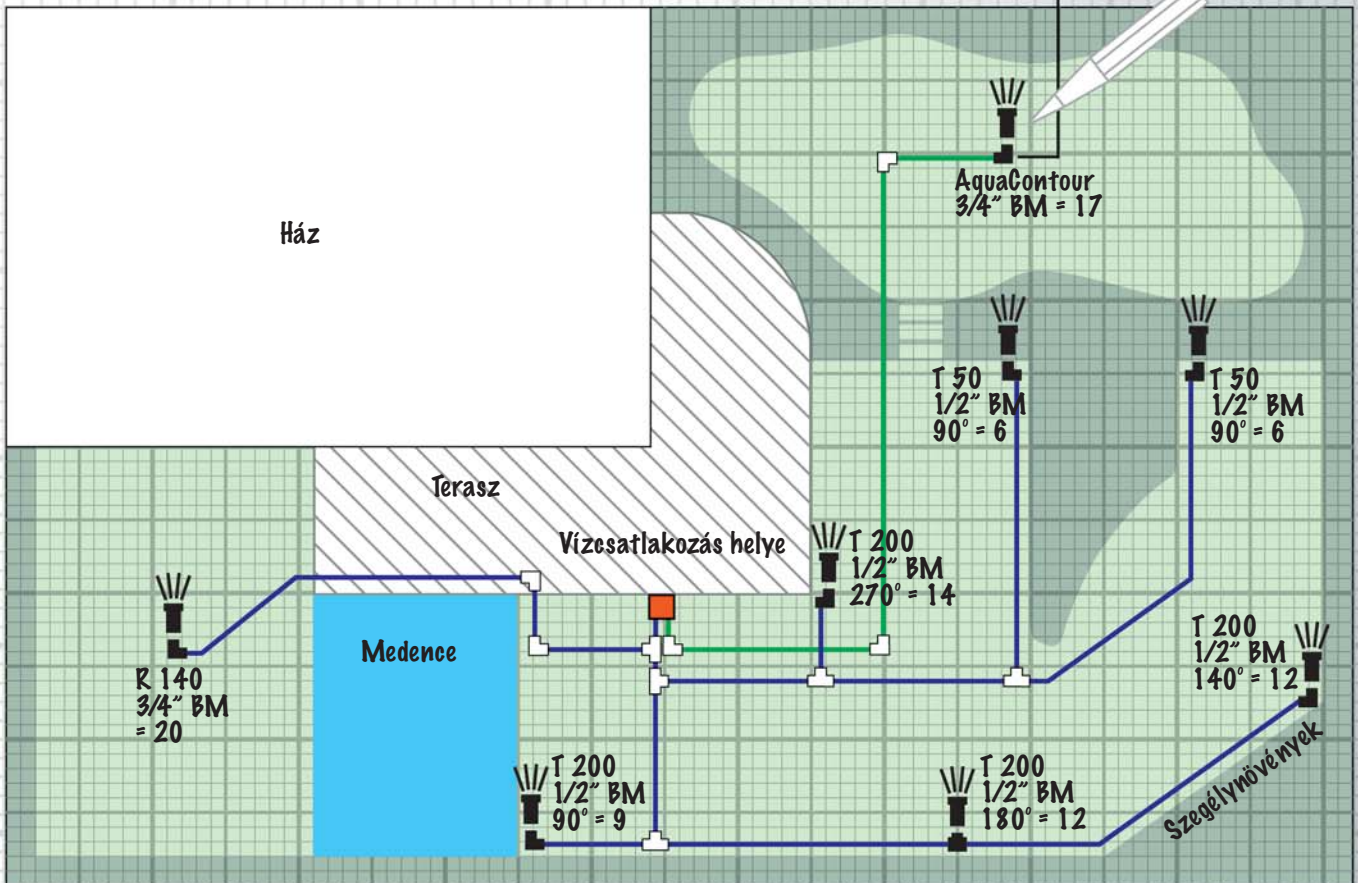 AquaContour
3/4” BM = 17
Ház
T 50
1/2” BM
90° = 6
T 50
1/2” BM
90° = 6
Terasz
Vízcsatlakozás helye
T 200
1/2” BM
270° = 14
Medence
R 140
3/4” BM
= 20
T 200
1/2” BM
140° = 12
T 200
1/2” BM
90° = 9
T 200
1/2” BM
180° = 12
Szegélynövények